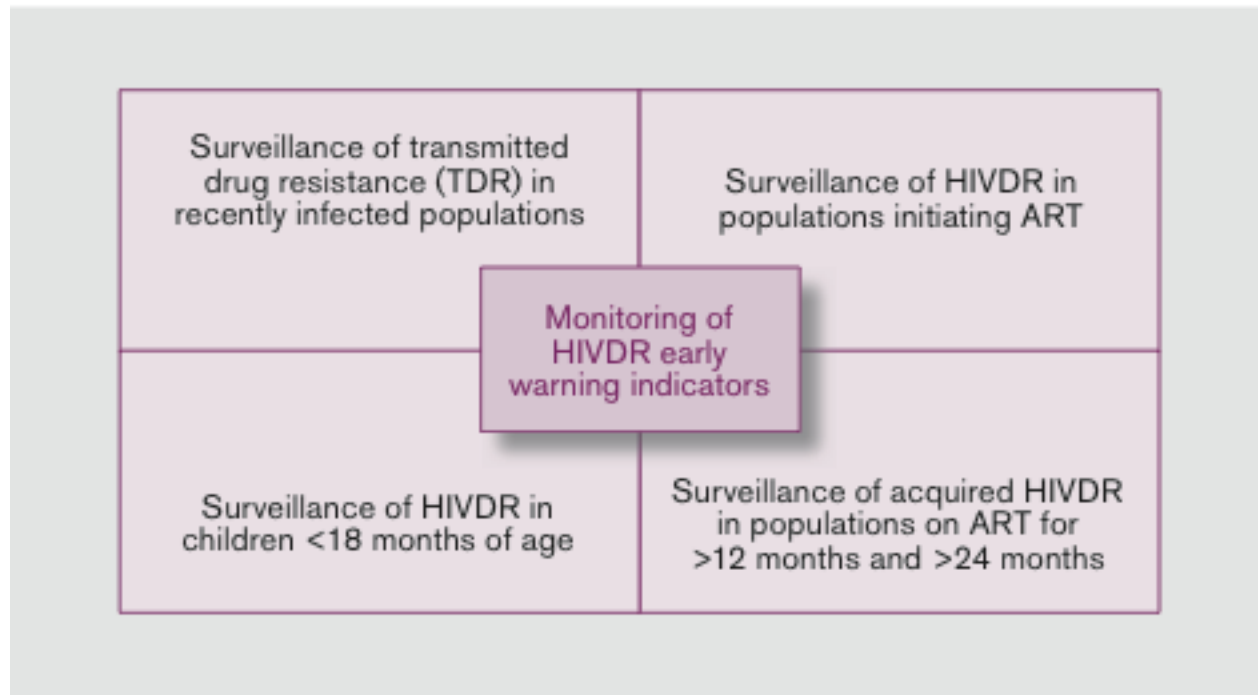 Surveillance of transmitted
drug resistance (TDR) in
recently infected populations
Surveillance of HIVDR in
populations initiating ART
Monitoring of
HIVDR early
warning indicators
Surveillance of HIVDR in
children <18 months of age
Surveillance of acquired HIVDR
in populations on ART for
>12 months and >24 months